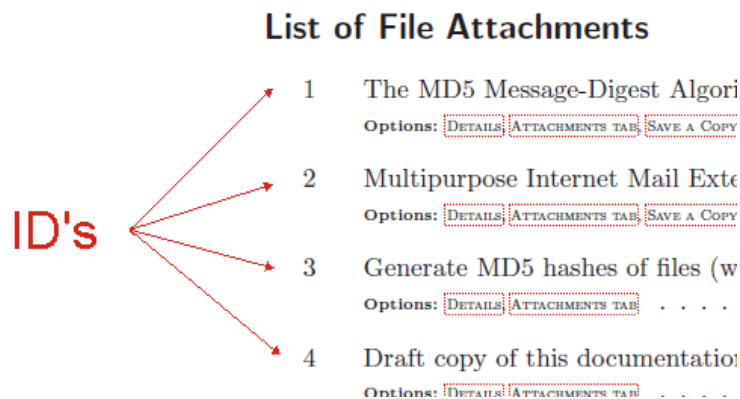 List of File Attachments
1 The MD5 Message-Digest
Options: DETAILS, ATTACHMENTS TAB, SAVE A COPY
2 Multipurpose Internet Mail
Options: DETAILS, ATTACHMENTS TAB, SAVE A COPY
ID's
3 Generate MD5 hashes of files
Options: DETAILS, ATTACHMENTS TAB . . . .
4 Draft copy of this documentation
Options: DETAILS, ATTACHMENTS TAB . . . .